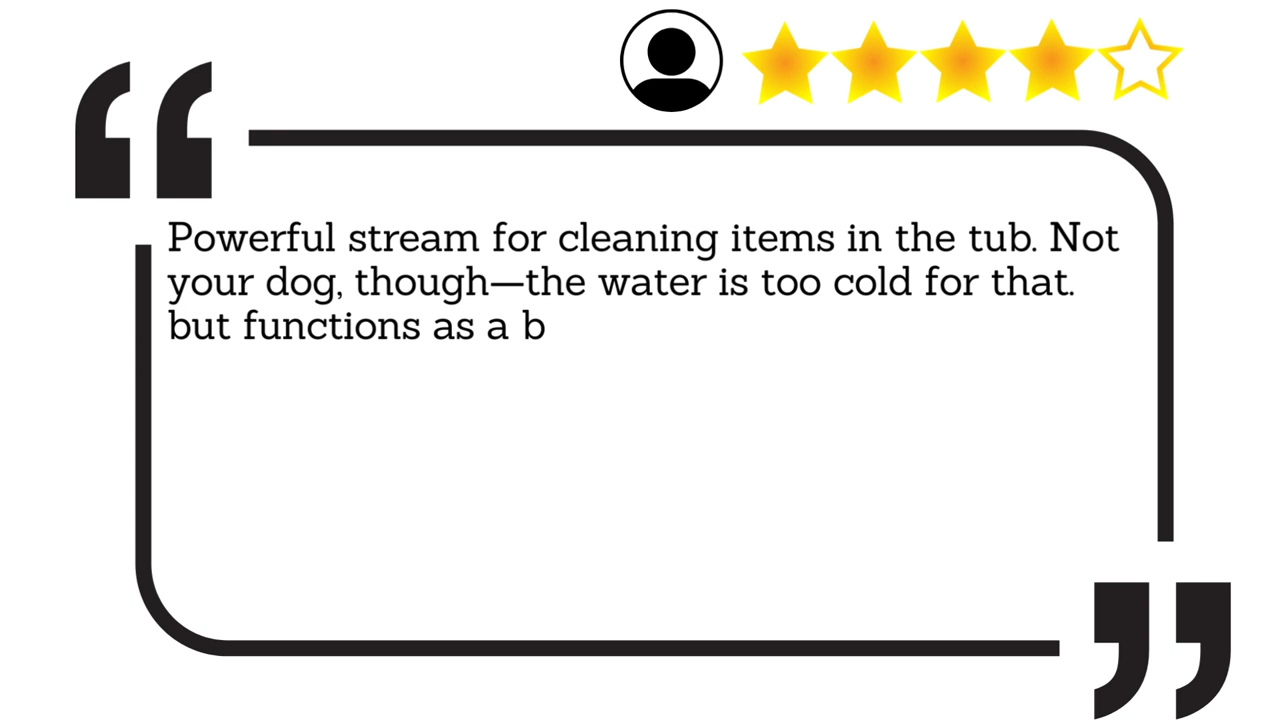 Powerful stream for cleaning items in the tub. Not
your dog, though—the water is too cold for that.
but functions as a b